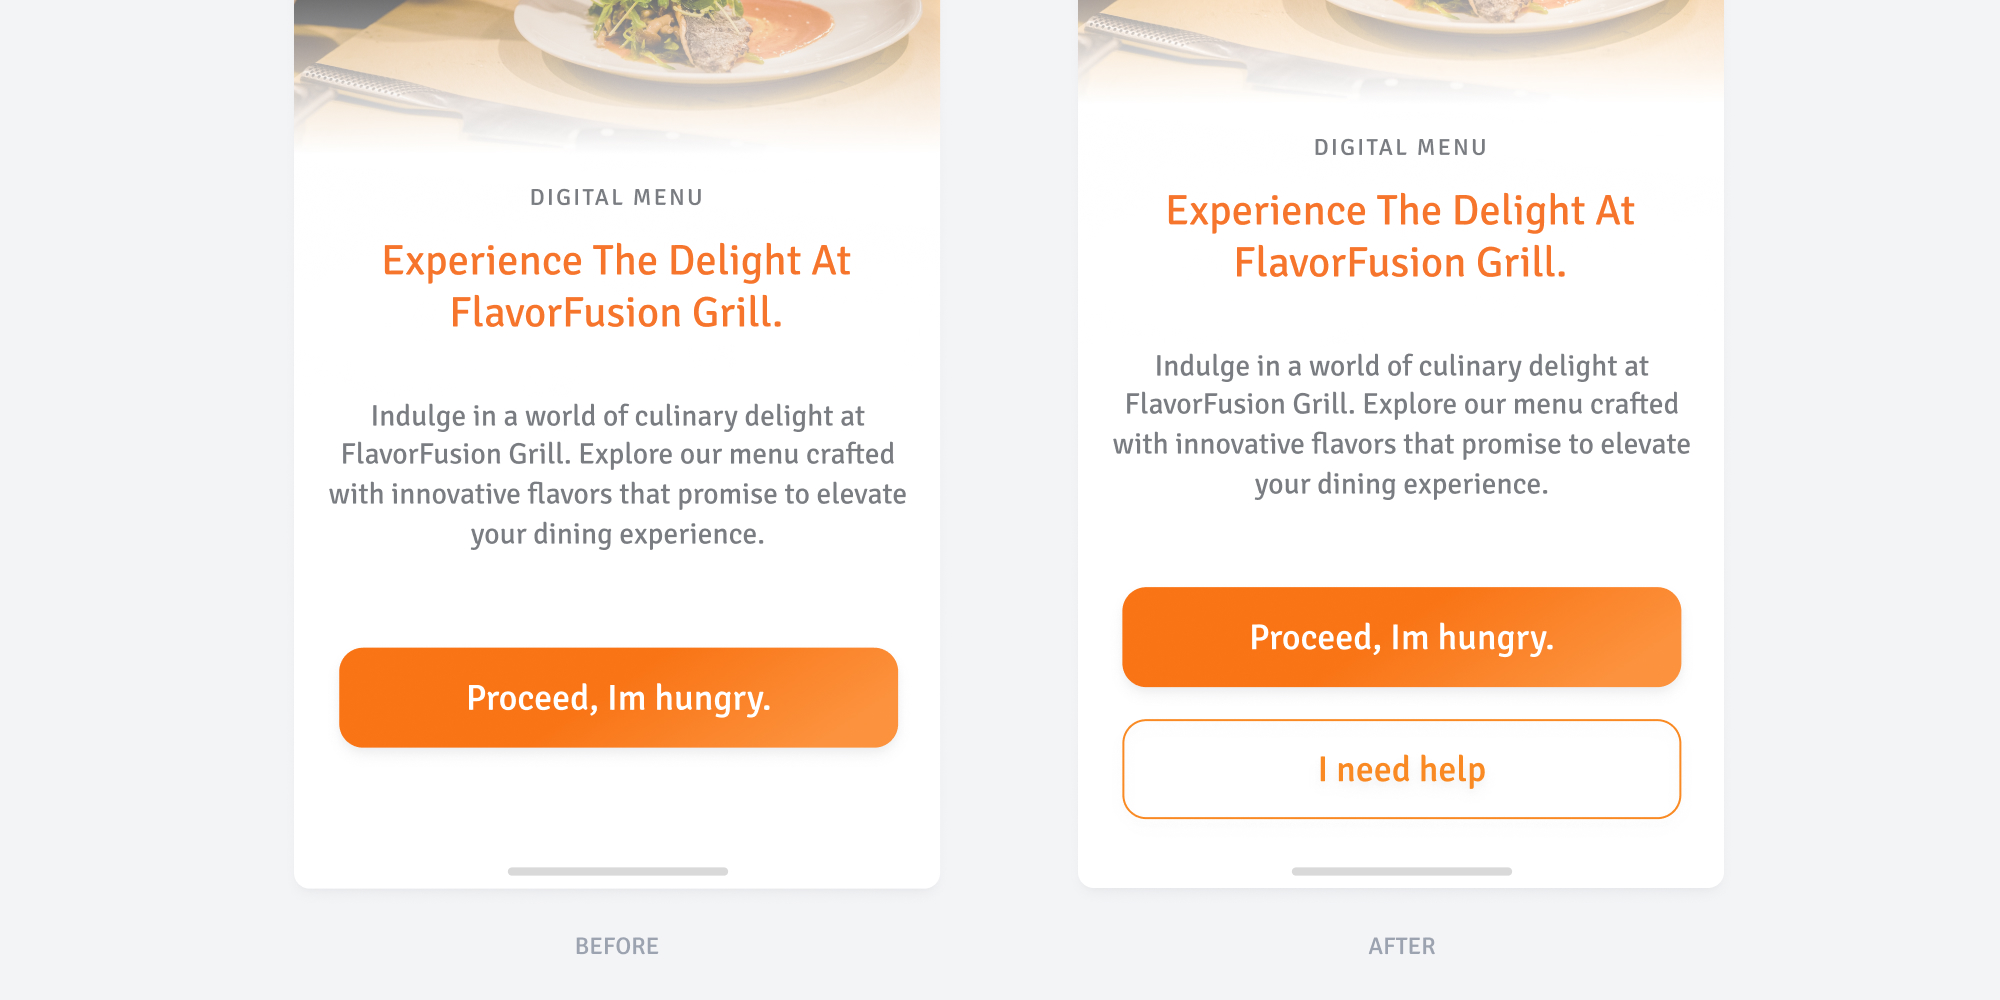 DIGITAL MENU
Experience The Delight At
FlavorFusion Grill.
Indulge in a world of culinary delight at
FlavorFusion Grill. Explore our menu crafted
with innovative flavors that promise to elevate
your dining experience.
Proceed, Im hungry.
BEFORE
DIGITAL MENU
Experience The Delight At
FlavorFusion Grill.
Indulge in a world of culinary delight at
FlavorFusion Grill. Explore our menu crafted
with innovative flavors that promise to elevate
your dining experience.
Proceed, Im hungry.
I need help
AFTER